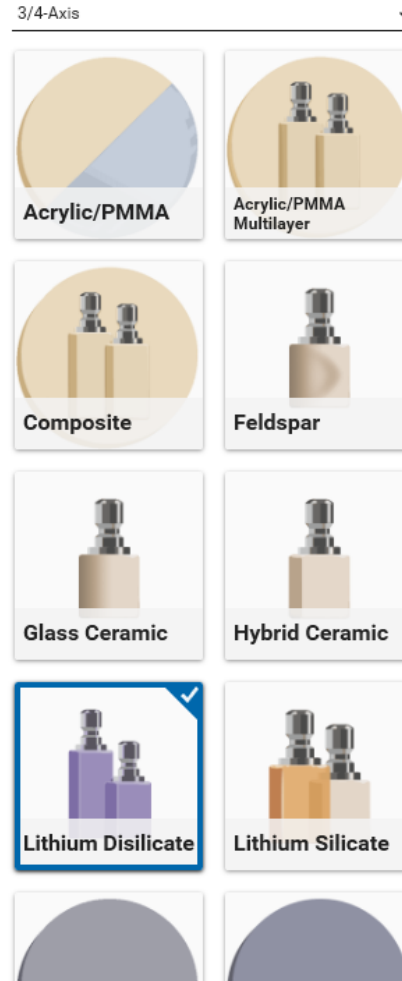 3/4-Axis
Acrylic/PMMA
Acrylic/PMMA
Multilayer
Composite
Feldspar
Glass Ceramic
Hybrid Ceramic
Lithium Disilicate
Lithium Silicate